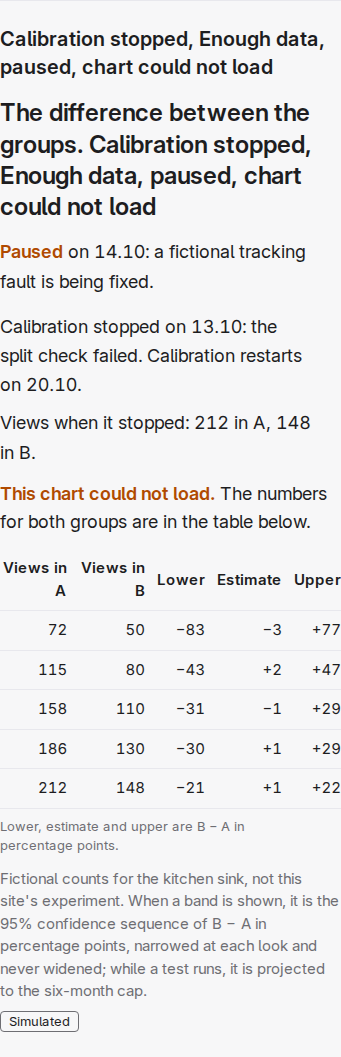 Calibration stopped, Enough data,
paused, chart could not load
The difference between the
groups. Calibration stopped,
Enough data, paused, chart
could not load
Paused on 14.10: a fictional tracking
fault is being fixed.
Calibration stopped on 13.10: the
split check failed. Calibration restarts
on 20.10.
Views when it stopped: 212 in A, 148
in B.
This chart could not load. The numbers
for both groups are in the table below.
Views in A Views in B Lower Estimate Upper
72 50 −83 −3 +77
115 80 −43 +2 +47
158 110 −31 −1 +29
186 130 −30 +1 +29
212 148 −21 +1 +22
Lower, estimate and upper are B − A in
percentage points.
Fictional counts for the kitchen sink, not this
site's experiment. When a band is shown, it is the
95% confidence sequence of B − A in
percentage points, narrowed at each look and
never widened; while a test runs, it is projected
to the six-month cap.
Simulated